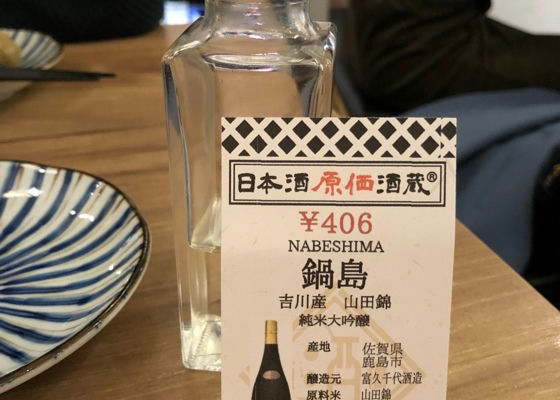 日本酒原価酒蔵®
¥406
NABESHIMA
鍋島
吉川産 山田錦
純米大吟醸
産地 佐賀県
鹿島市
醸造元 富久千代酒造
原料米 山田錦